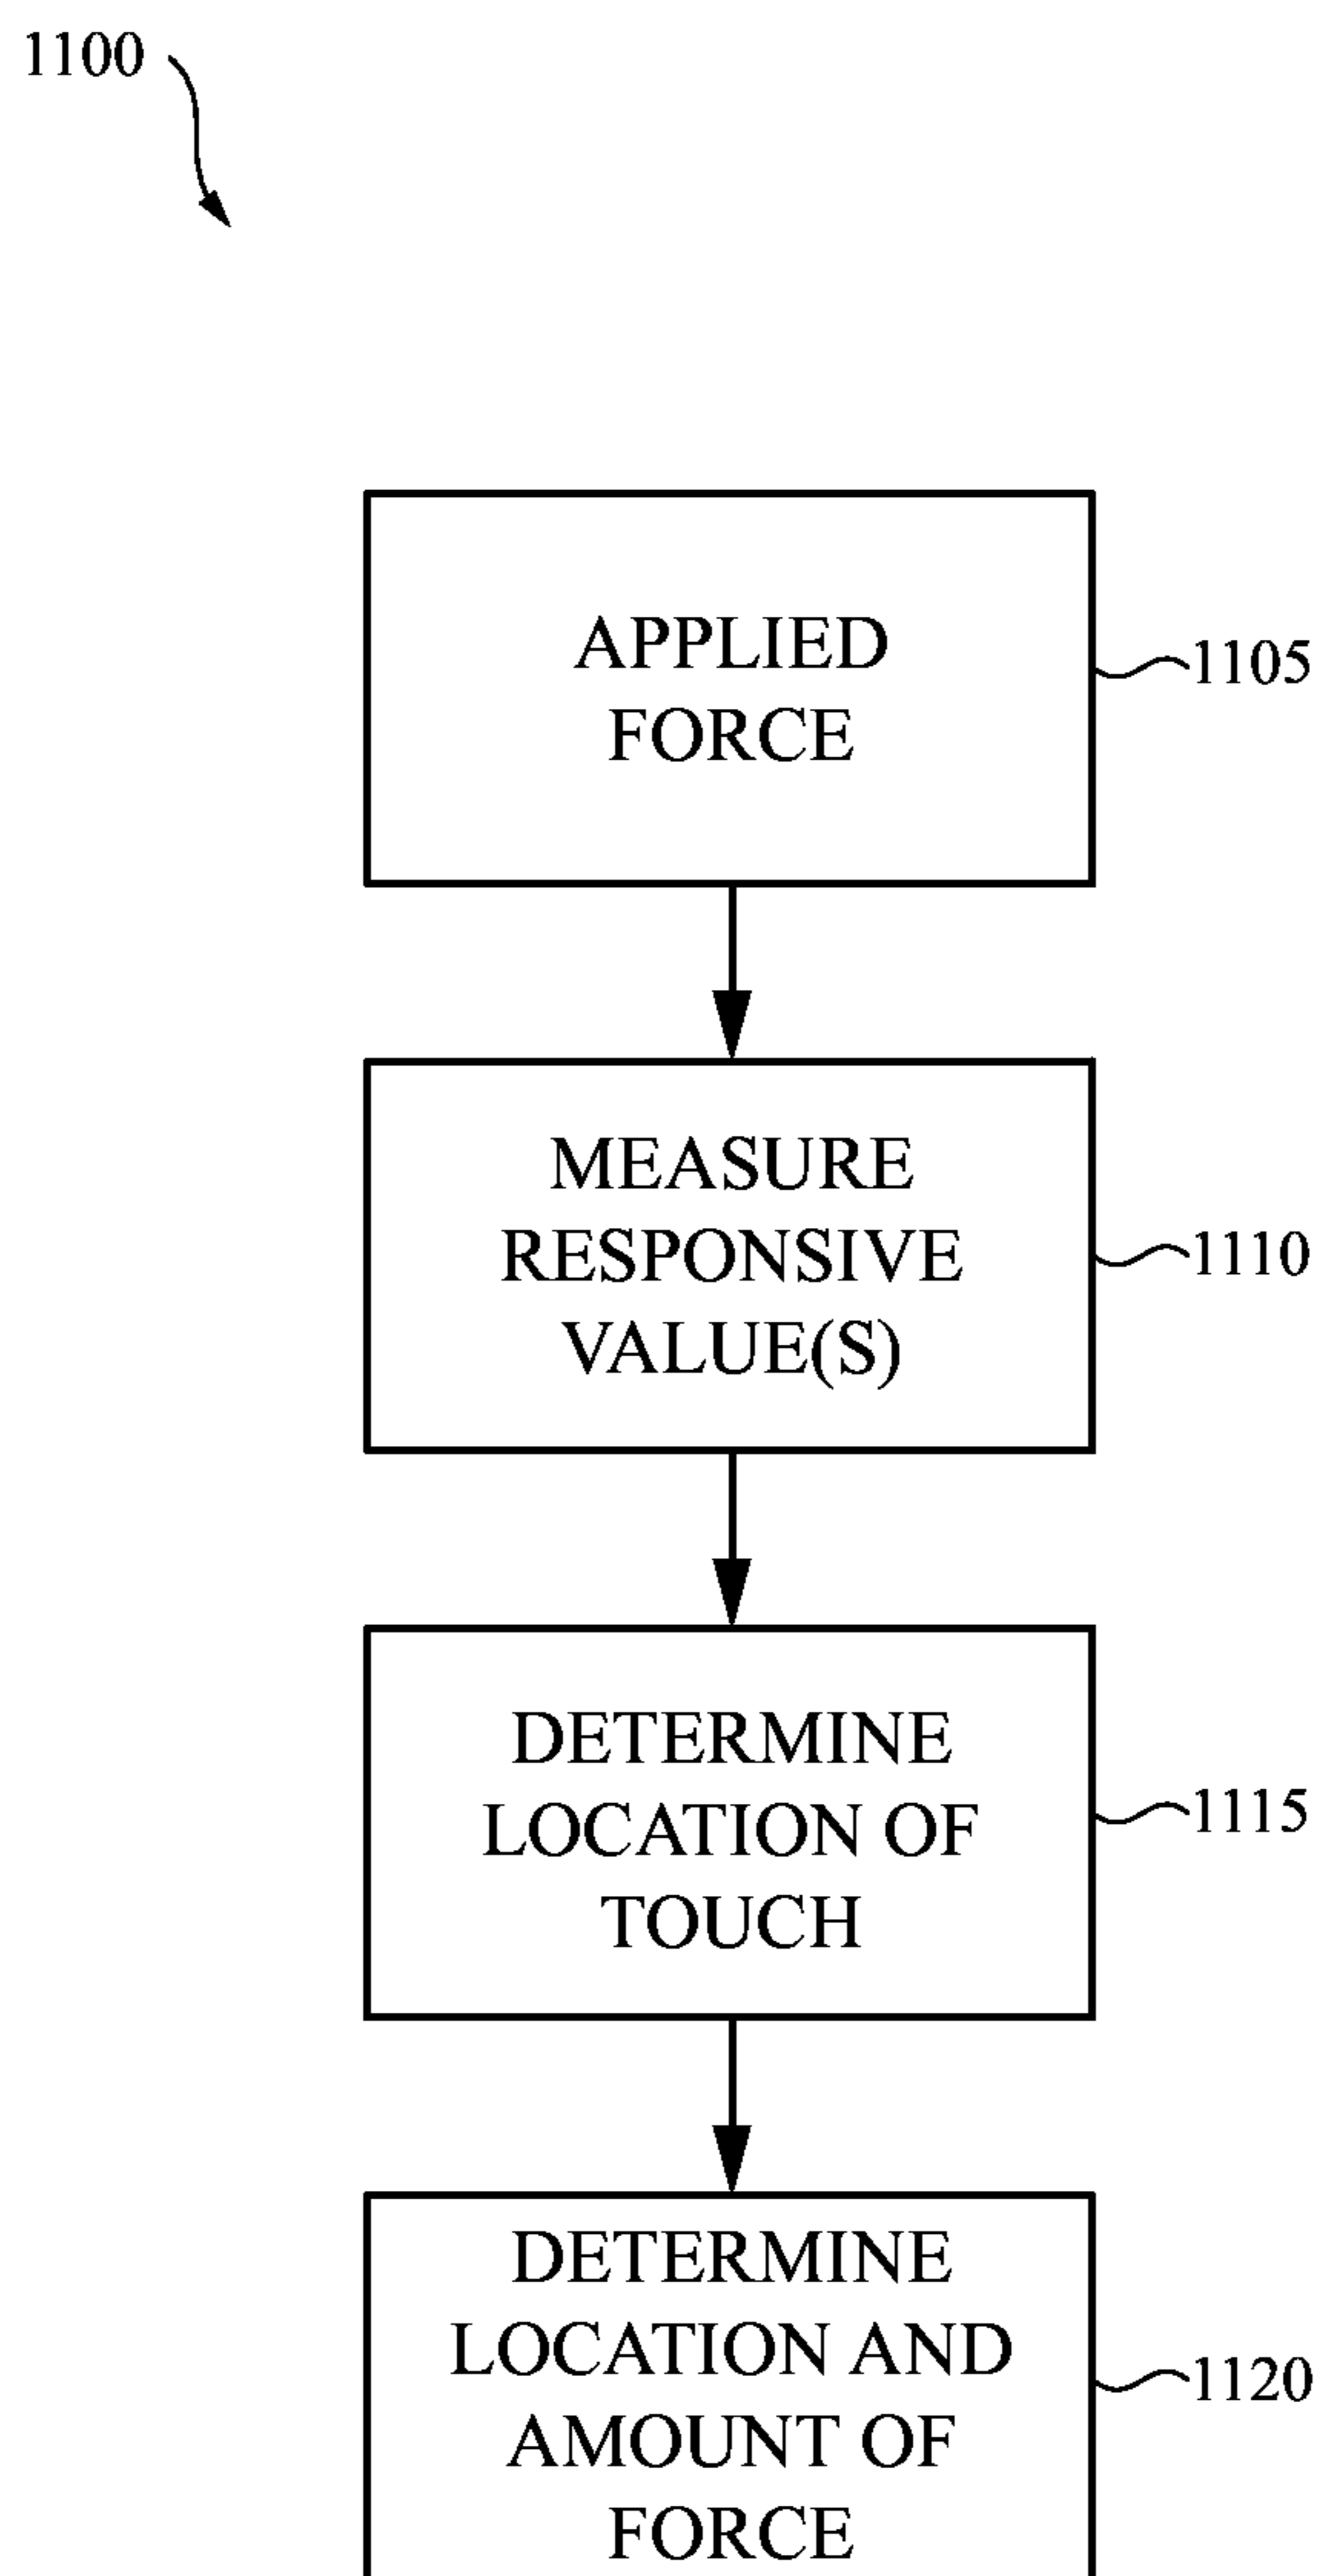 1100
APPLIED
FORCE
1105
MEASURE
RESPONSIVE
VALUE(S)
1110
DETERMINE
LOCATION OF
TOUCH
1115
DETERMINE
LOCATION AND
AMOUNT OF
FORCE
1120